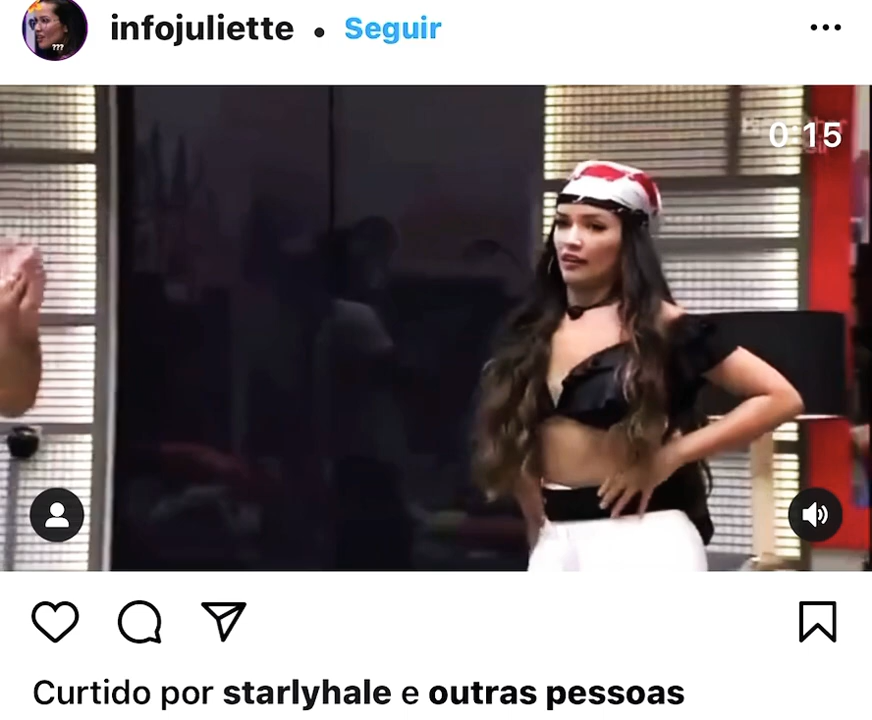 ???
infojuliette • Seguir
0:15
Curtido por starlyhale e outras pessoas